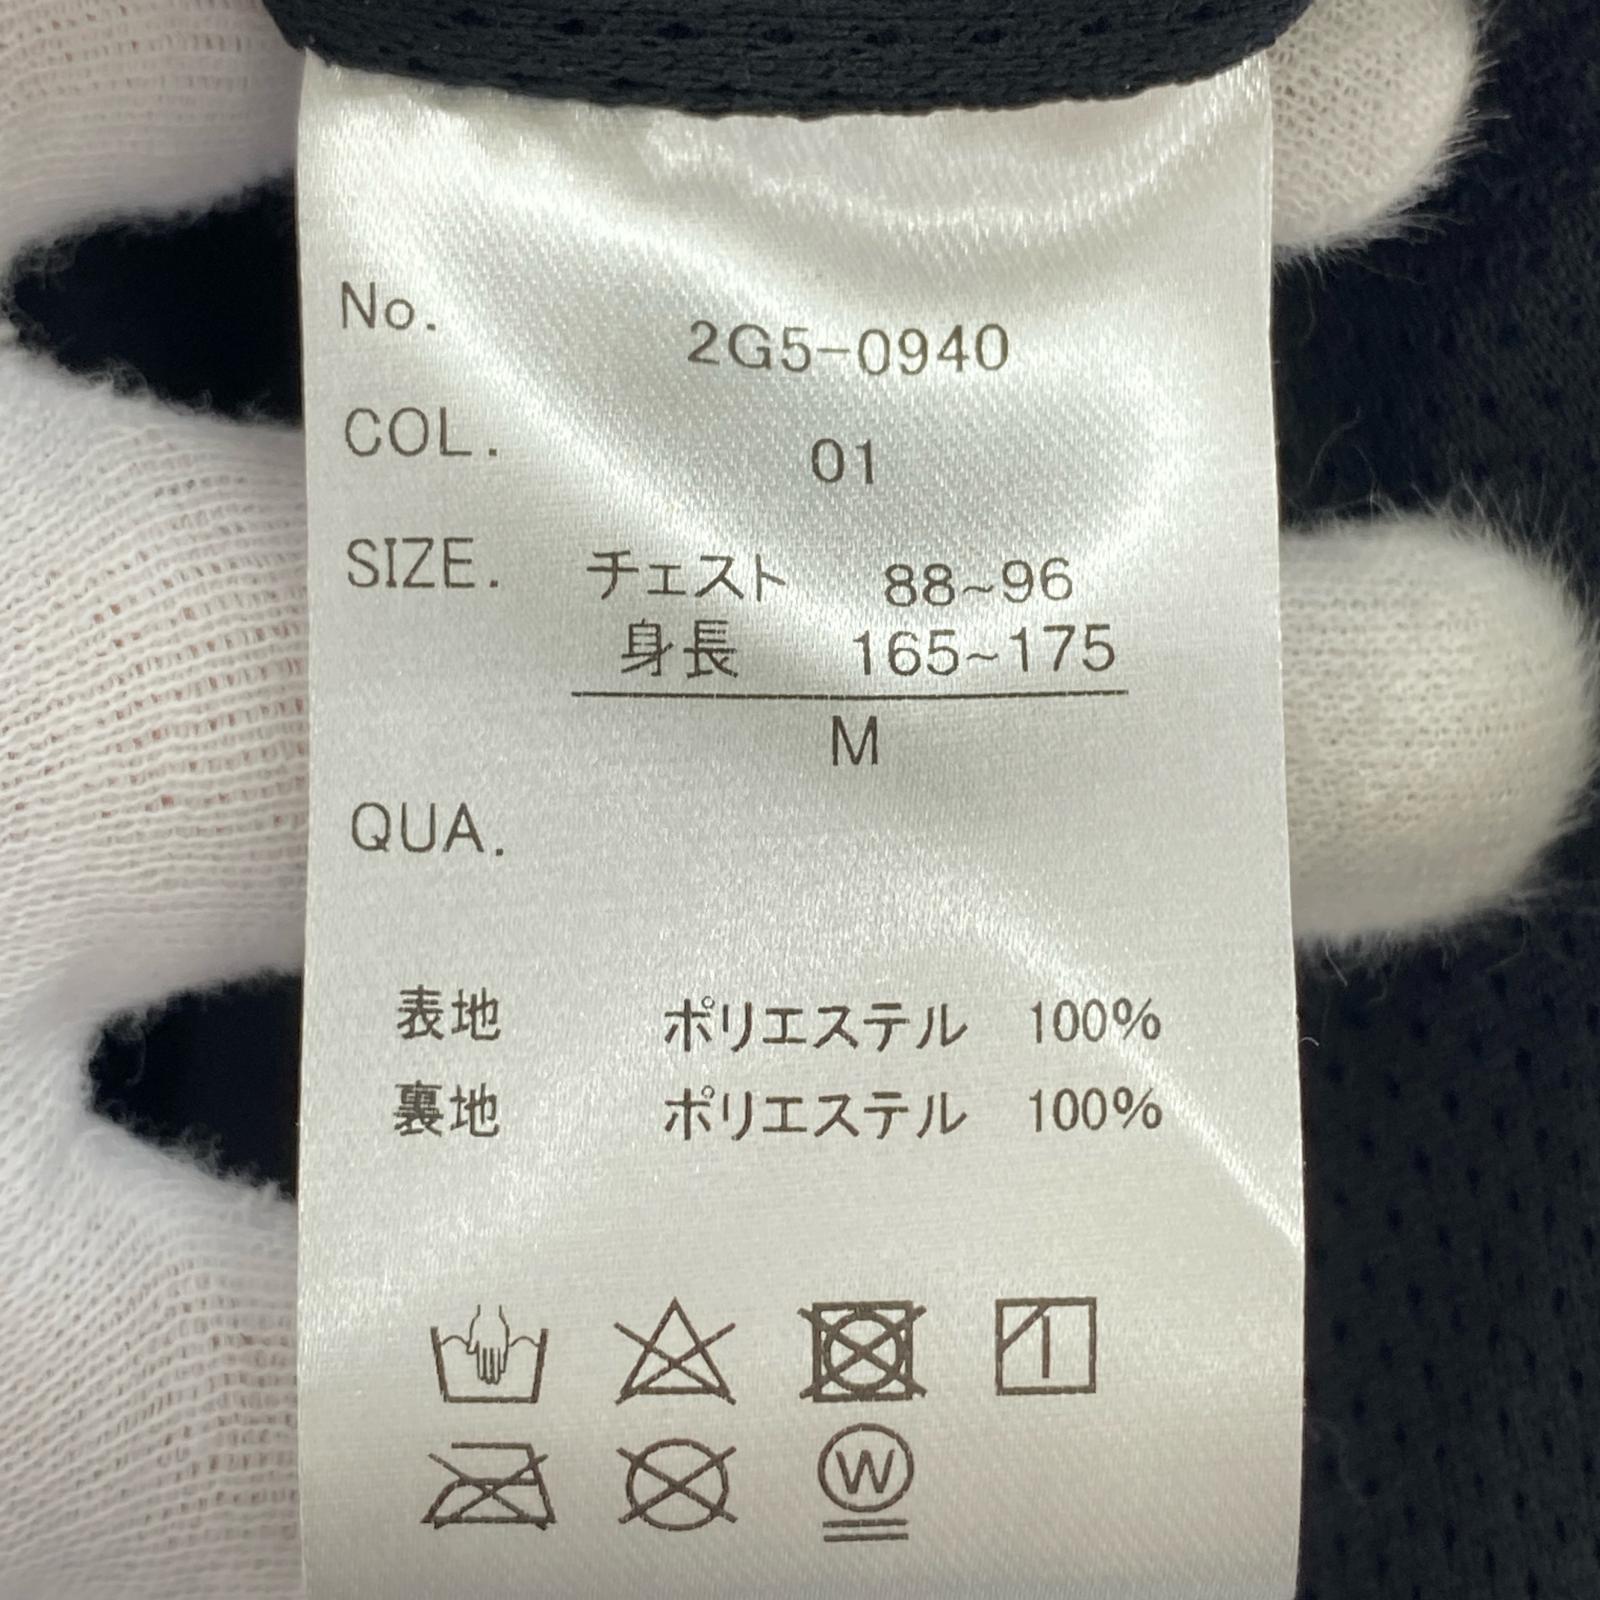 No. 2G5-0940
COL. 01
SIZE. チェスト 88~96
身長 165~175
M
QUA.
表地 ポリエステル 100%
裏地 ポリエステル 100%
W